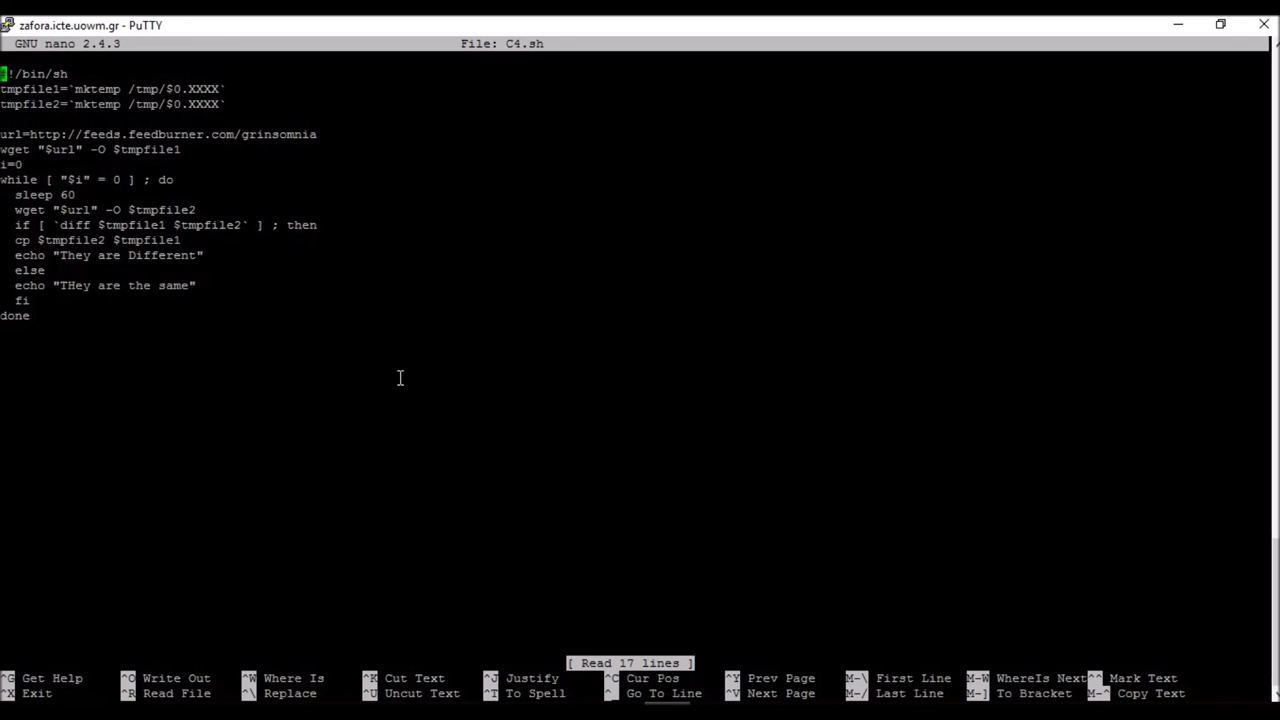 zafora.icte.uowm.gr - PuTTY
GNU nano 2.4.3 File: C4.sh
#!/bin/sh
tmpfile1=`mktemp /tmp/$0.XXXX`
tmpfile2=`mktemp /tmp/$0.XXXX`
url=http://feeds.feedburner.com/grinsomnia
wget "$url" -O $tmpfile1
i=0
while [ "$i" = 0 ] ; do
sleep 60
wget "$url" -O $tmpfile2
if [ `diff $tmpfile1 $tmpfile2` ] ; then
cp $tmpfile2 $tmpfile1
echo "They are Different"
else
echo "THey are the same"
fi
done
[ Read 17 lines ]
^G Get Help ^O Write Out ^W Where Is ^K Cut Text ^J Justify ^C Cur Pos ^Y Prev Page M-\ First Line M-W WhereIs Next ^^ Mark Text
^X Exit ^R Read File ^\ Replace ^U Uncut Text ^T To Spell ^_ Go To Line ^V Next Page M-/ Last Line M-] To Bracket M-^ Copy Text